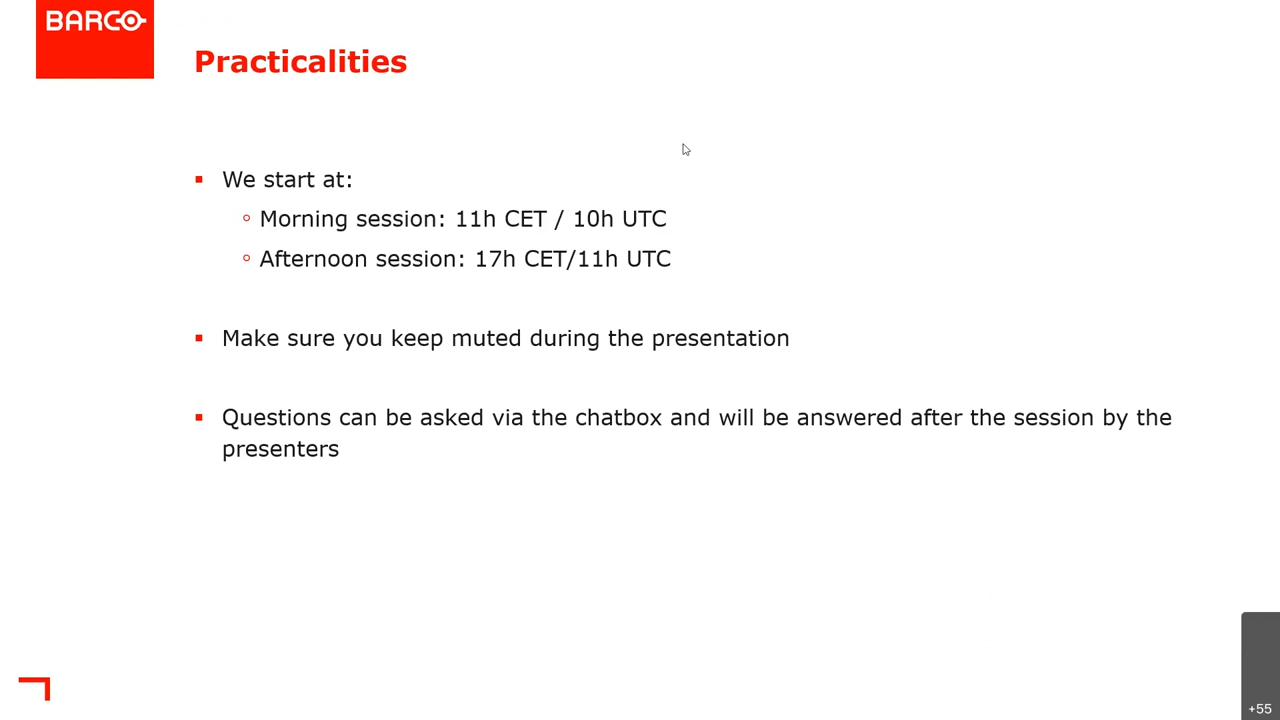 BARCO
Practicalities
We start at:
Morning session: 11h CET / 10h UTC
Afternoon session: 17h CET/11h UTC
Make sure you keep muted during the presentation
Questions can be asked via the chatbox and will be answered after the session by the
presenters
+55